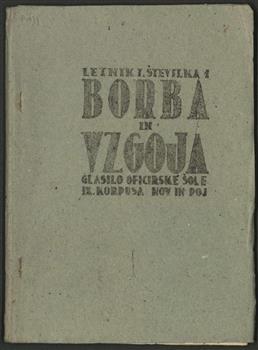 LETNIK I. ŠTEVILKA 1
BORBA
IN
VZGOJA
GLASILO OFICIRSKE ŠOLE
IX. KORPUSA NOV IN POJ